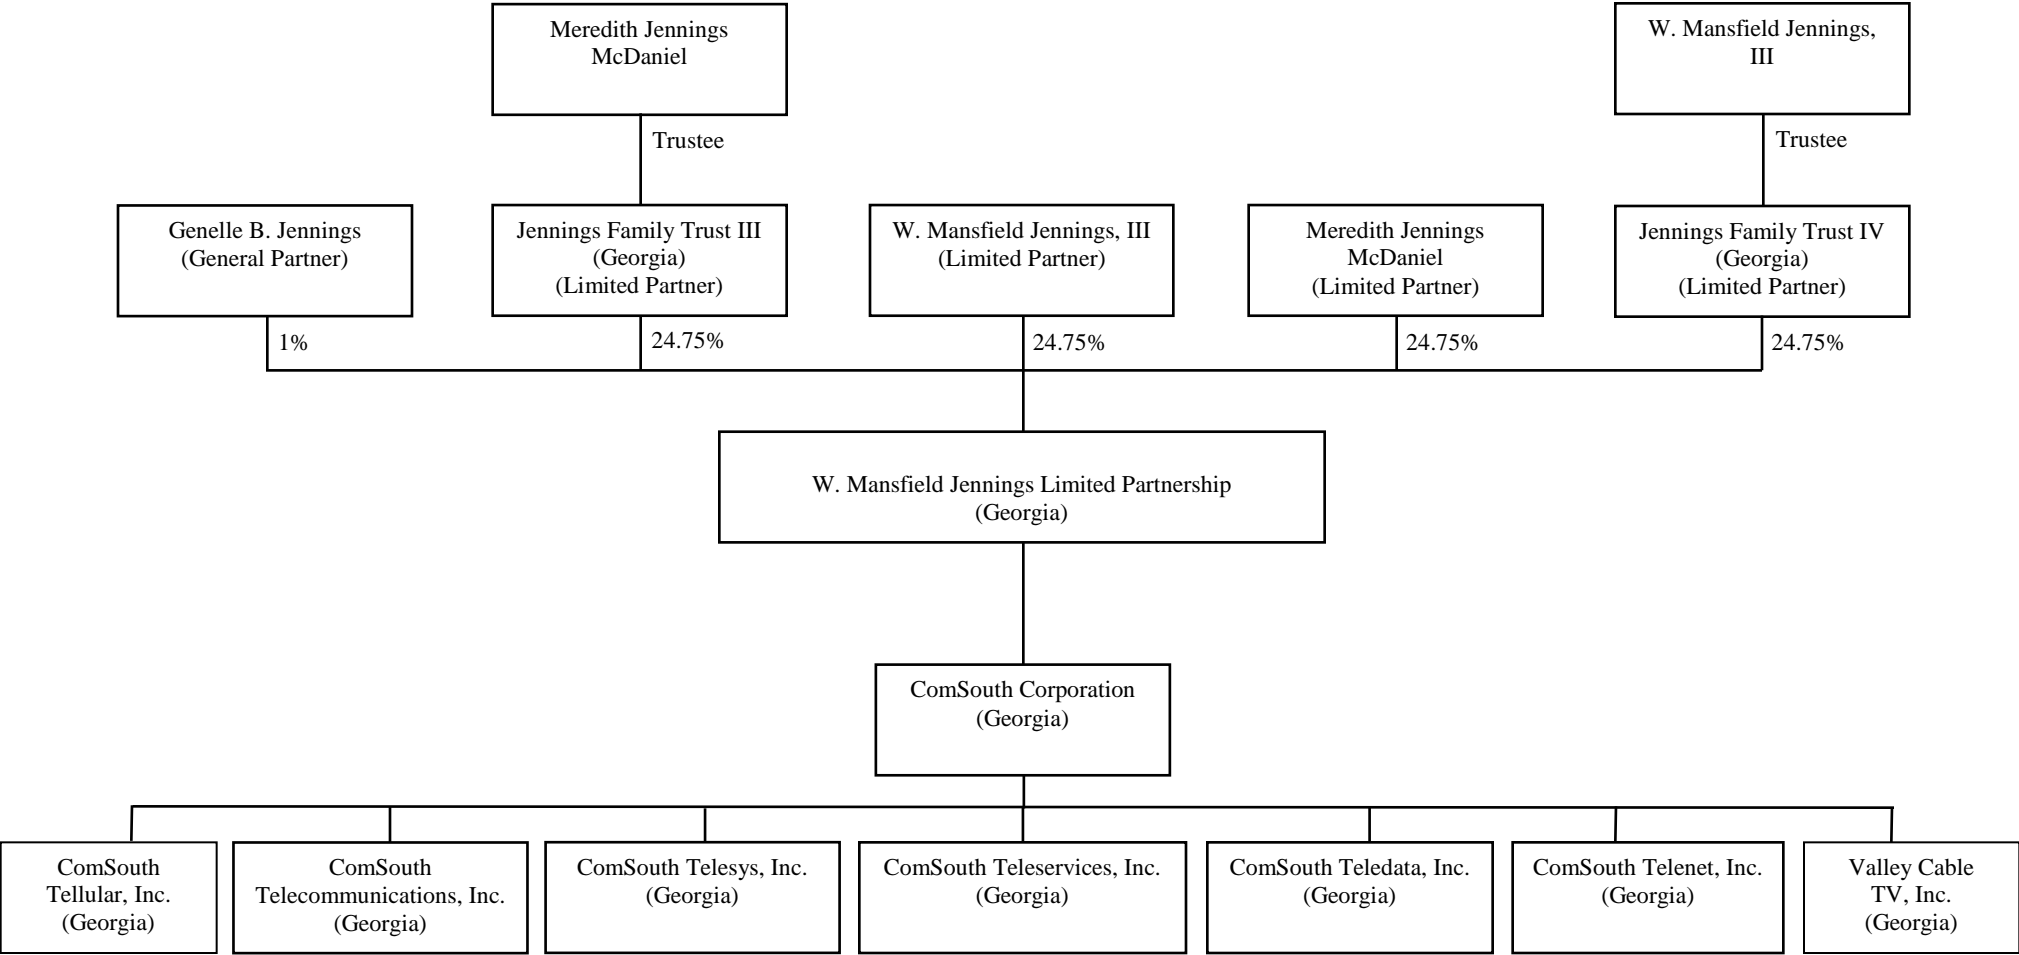 Meredith Jennings
McDaniel
W. Mansfield Jennings,
III
Trustee
Trustee
Genelle B. Jennings
(General Partner)
Jennings Family Trust III
(Georgia)
(Limited Partner)
W. Mansfield Jennings, III
(Limited Partner)
Meredith Jennings
McDaniel
(Limited Partner)
Jennings Family Trust IV
(Georgia)
(Limited Partner)
1%
24.75%
24.75%
24.75%
24.75%
W. Mansfield Jennings Limited Partnership
(Georgia)
ComSouth Corporation
(Georgia)
ComSouth
Tellular, Inc.
(Georgia)
ComSouth
Telecommunications, Inc.
(Georgia)
ComSouth Telesys, Inc.
(Georgia)
ComSouth Teleservices, Inc.
(Georgia)
ComSouth Teledata, Inc.
(Georgia)
ComSouth Telenet, Inc.
(Georgia)
Valley Cable
TV, Inc.
(Georgia)